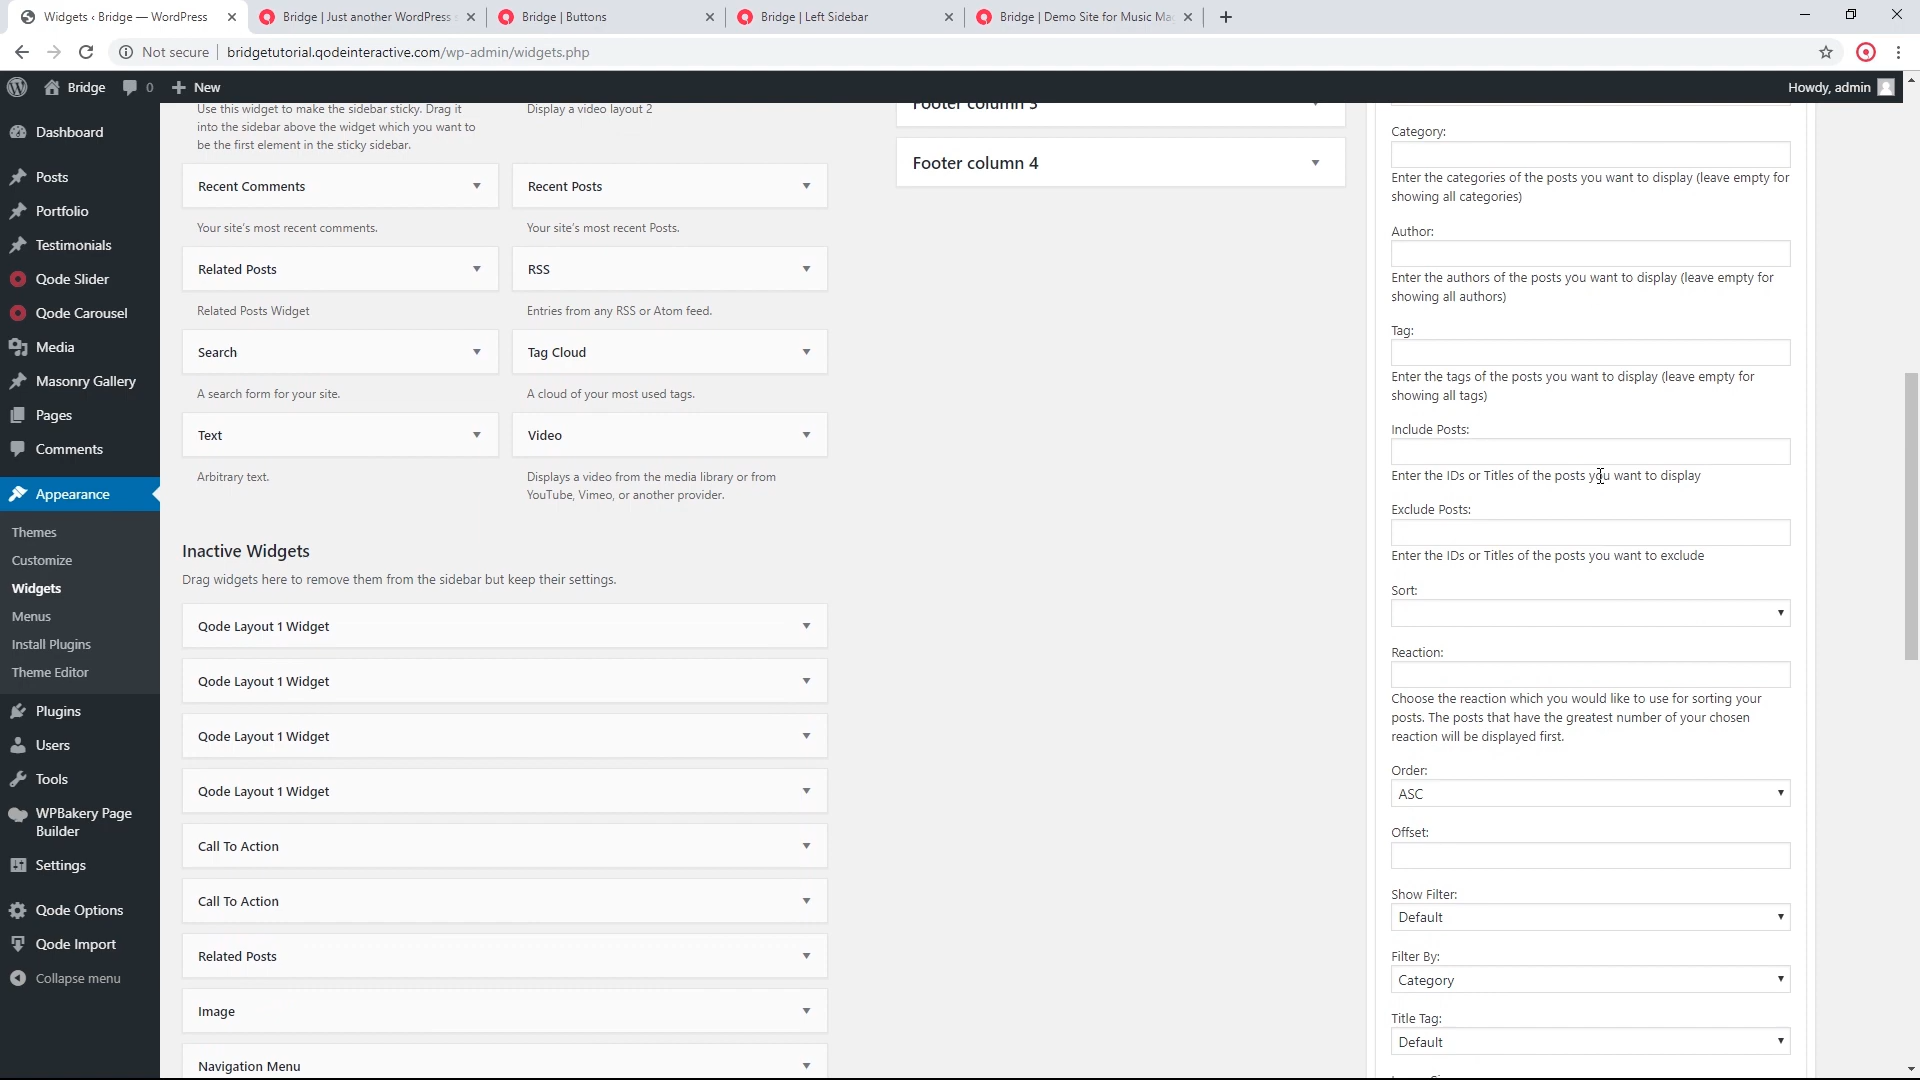 Widgets ‹ Bridge — WordPress
Bridge | Just another WordPress s
Bridge | Buttons
Bridge | Left Sidebar
Bridge | Demo Site for Music Ma
Not secure
bridgetutorial.qodeinteractive.com/wp-admin/widgets.php
Bridge
0
New
Howdy, admin
Dashboard
Posts
Portfolio
Testimonials
Qode Slider
Qode Carousel
Media
Masonry Gallery
Pages
Comments
Appearance
Themes
Customize
Widgets
Menus
Install Plugins
Theme Editor
Plugins
Users
Tools
WPBakery Page
Builder
Settings
Qode Options
Qode Import
Collapse menu
Use this widget to make the sidebar sticky. Drag it
into the sidebar above the widget which you want to
be the first element in the sticky sidebar.
Display a video layout 2
Recent Comments
Recent Posts
Your site's most recent comments.
Your site's most recent Posts.
Related Posts
RSS
Related Posts Widget
Entries from any RSS or Atom feed.
Search
Tag Cloud
A search form for your site.
A cloud of your most used tags.
Text
Video
Arbitrary text.
Displays a video from the media library or from
YouTube, Vimeo, or another provider.
Inactive Widgets
Drag widgets here to remove them from the sidebar but keep their settings.
Qode Layout 1 Widget
Qode Layout 1 Widget
Qode Layout 1 Widget
Qode Layout 1 Widget
Call To Action
Call To Action
Related Posts
Image
Navigation Menu
Footer column 3
Footer column 4
Category:
Enter the categories of the posts you want to display (leave empty for
showing all categories)
Author:
Enter the authors of the posts you want to display (leave empty for
showing all authors)
Tag:
Enter the tags of the posts you want to display (leave empty for
showing all tags)
Include Posts:
Enter the IDs or Titles of the posts you want to display
Exclude Posts:
Enter the IDs or Titles of the posts you want to exclude
Sort:
Reaction:
Choose the reaction which you would like to use for sorting your
posts. The posts that have the greatest number of your chosen
reaction will be displayed first.
Order:
ASC
Offset:
Show Filter:
Default
Filter By:
Category
Title Tag:
Default